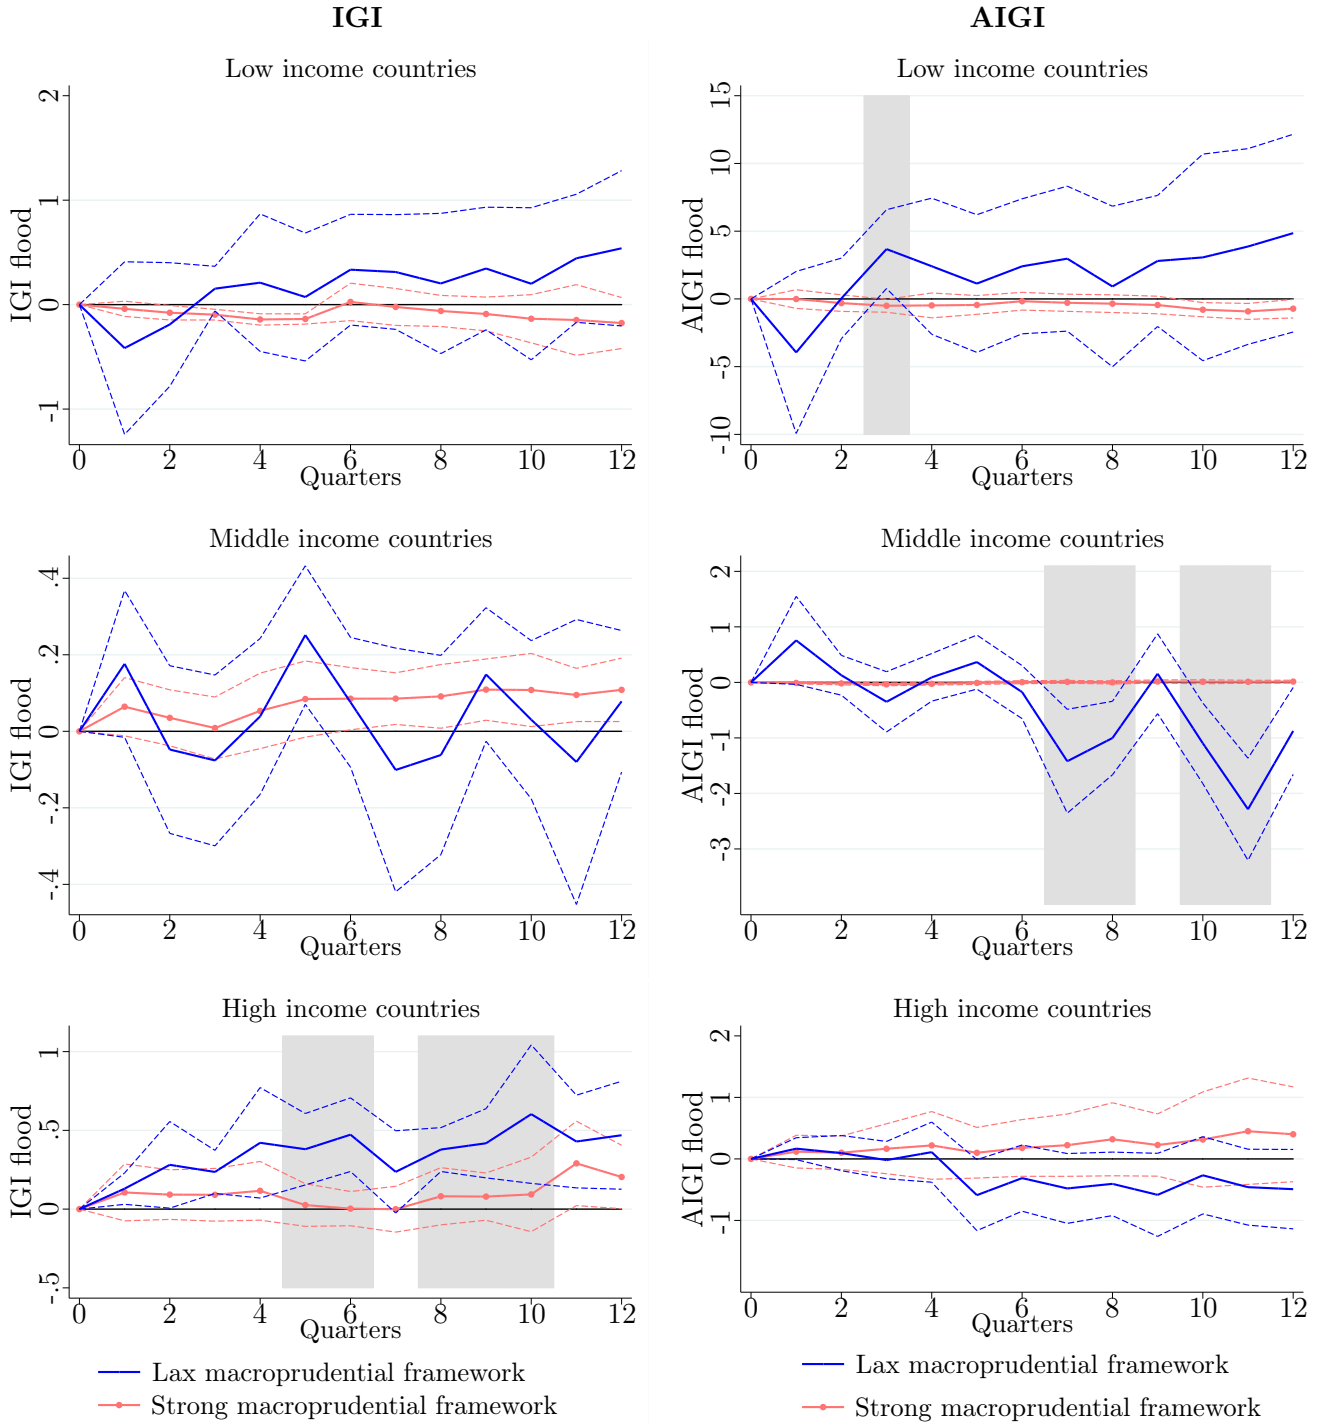 IGI
AIGI
Low income countries
IGI flood
2
1
0
-1
0 2 4 6 8 10 12
Quarters
Low income countries
AIGI flood
15
10
5
0
-5
-10
0 2 4 6 8 10 12
Quarters
Middle income countries
IGI flood
.4
.2
0
-.2
-.4
0 2 4 6 8 10 12
Quarters
Middle income countries
AIGI flood
2
1
0
-1
-2
-3
0 2 4 6 8 10 12
Quarters
High income countries
IGI flood
1
.5
0
-.5
0 2 4 6 8 10 12
Quarters
High income countries
AIGI flood
2
1
0
-1
0 2 4 6 8 10 12
Quarters
Lax macroprudential framework
Strong macroprudential framework
Lax macroprudential framework
Strong macroprudential framework